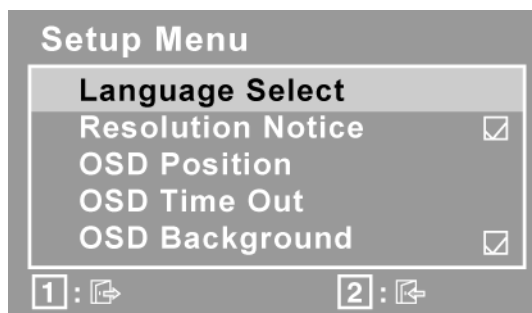 Setup Menu
Language Select
Resolution Notice
OSD Position
OSD Time Out
OSD Background
1 : 2 :